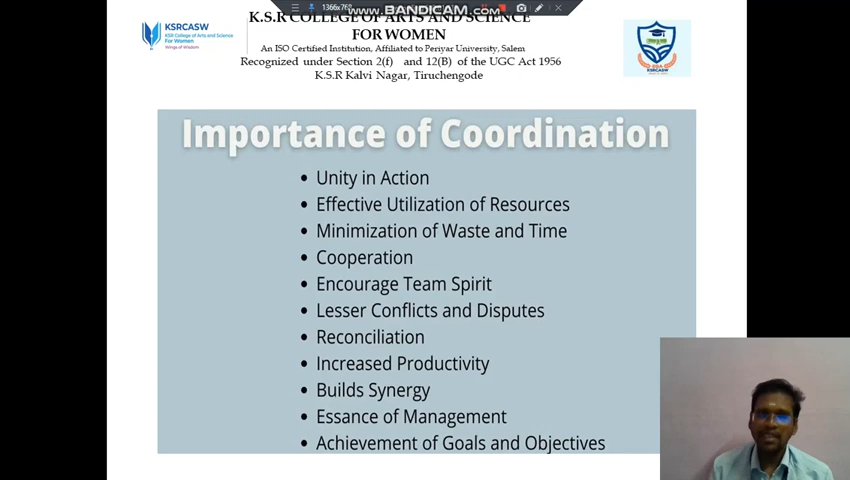 1366x768
www.BANDICAM.com
K.S.R COLLEGE OF ARTS AND SCIENCE
FOR WOMEN
An ISO Certified Institution, Affiliated to Periyar University, Salem
Recognized under Section 2(f) and 12(B) of the UGC Act 1956
K.S.R Kalvi Nagar, Tiruchengode
KSRCASW
KSR College of Arts and Science
For Women
Wings of Wisdom
KSRCASW
Importance of Coordination
• Unity in Action
• Effective Utilization of Resources
• Minimization of Waste and Time
• Cooperation
• Encourage Team Spirit
• Lesser Conflicts and Disputes
• Reconciliation
• Increased Productivity
• Builds Synergy
• Essance of Management
• Achievement of Goals and Objectives